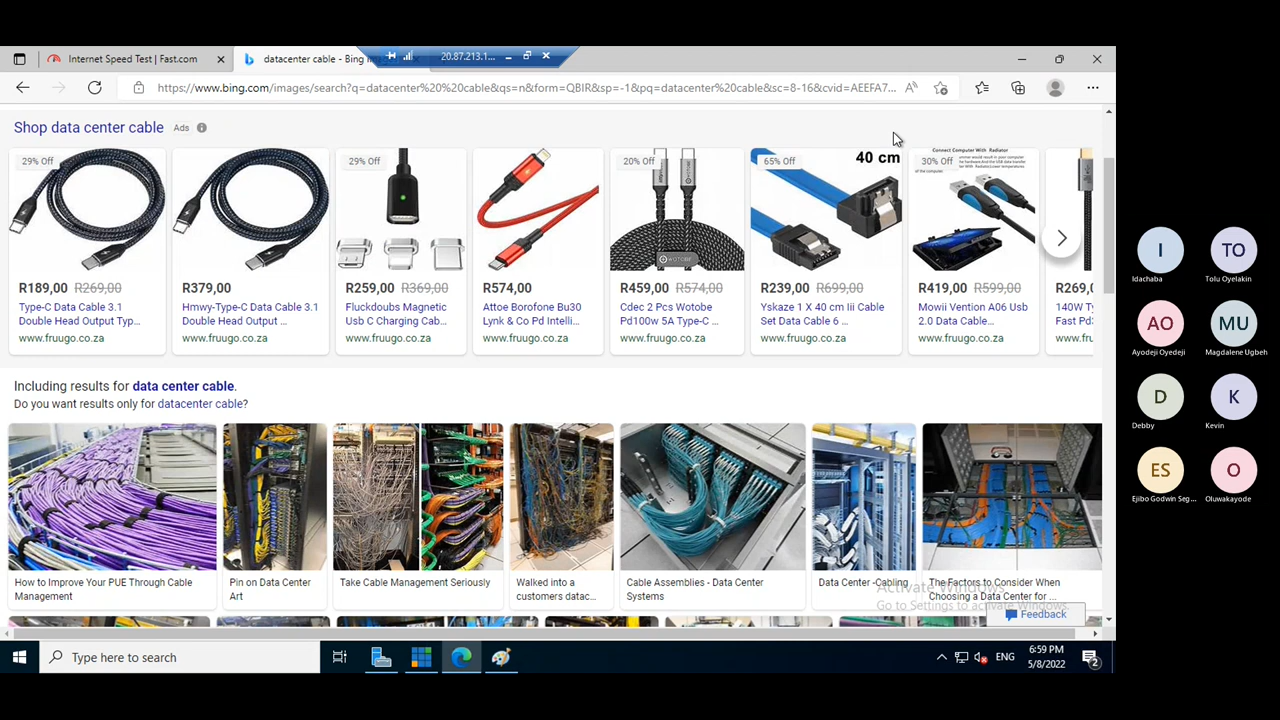 Internet Speed Test | Fast.com
datacenter cable - Bing im
20.87.213.1...
https://www.bing.com/images/search?q=datacenter%20%20cable&qs=n&form=QBIR&sp=-1&pq=datacenter%20cable&sc=8-16&cvid=AEEFA7...
Shop data center cable Ads
29% Off
29% Off
20% Off
65% Off
40 cm
30% Off
Connect Computer With Radiator
R189,00 R269,00
Type-C Data Cable 3.1
Double Head Output Typ...
www.fruugo.co.za
R379,00
Hmwy-Type-C Data Cable 3.1
Double Head Output ...
www.fruugo.co.za
R259,00 R369,00
Fluckdoubs Magnetic
Usb C Charging Cab...
www.fruugo.co.za
R574,00
Attoe Borofone Bu30
Lynk & Co Pd Intelli...
www.fruugo.co.za
R459,00 R574,00
Cdec 2 Pcs Wotobe
Pd100w 5A Type-C ...
www.fruugo.co.za
R239,00 R699,00
Yskaze 1 X 40 cm Iii Cable
Set Data Cable 6 ...
www.fruugo.co.za
R419,00 R599,00
Mowii Vention A06 Usb
2.0 Data Cable...
www.fruugo.co.za
R269,
140W T
Fast Pd
www.fru
Including results for data center cable.
Do you want results only for datacenter cable?
How to Improve Your PUE Through Cable
Management
Pin on Data Center
Art
Take Cable Management Seriously
Walked into a
customers datac...
Cable Assemblies - Data Center
Systems
Data Center -Cabling
The Factors to Consider When
Choosing a Data Center for ...
Activate Windows
Go to Settings to activate Windows.
Feedback
Type here to search
ENG
6:59 PM
5/8/2022
2
I
Idachaba
TO
Tolu Oyelakin
AO
Ayodeji Oyedeji
MU
Magdalene Ugbeh
D
Debby
K
Kevin
ES
Ejibo Godwin Seg...
O
Oluwakayode